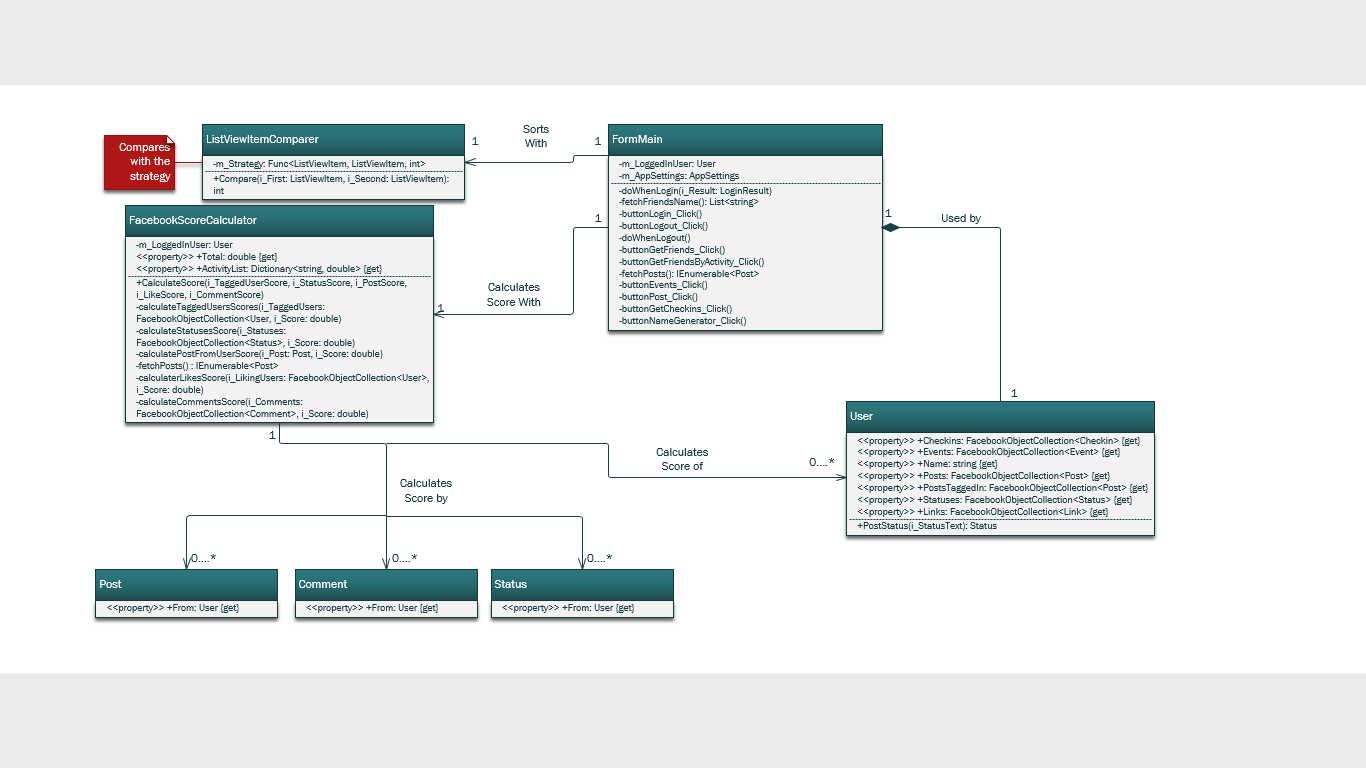 Compares
with the
strategy
ListViewItemComparer
-m_Strategy: Func<ListViewItem, ListViewItem, int>
+Compare(i_First: ListViewItem, i_Second: ListViewItem):
int
1
Sorts
With
1
FormMain
-m_LoggedInUser: User
-m_AppSettings: AppSettings
-doWhenLogin(i_Result: LoginResult)
-fetchFriendsName(): List<string>
-buttonLogin_Click()
-buttonLogout_Click()
-doWhenLogout()
-buttonGetFriends_Click()
-buttonGetFriendsByActivity_Click()
-fetchPosts(): IEnumerable<Post>
-buttonEvents_Click()
-buttonPost_Click()
-buttonGetCheckins_Click()
-buttonNameGenerator_Click()
1
Used by
1
FacebookScoreCalculator
-m_LoggedInUser: User
<<property>> +Total: double {get}
<<property>> +ActivityList: Dictionary<string, double> {get}
+CalculateScore(i_TaggedUserScore, i_StatusScore, i_PostScore,
i_LikeScore, i_CommentScore)
-calculateTaggedUsersScores(i_TaggedUsers:
FacebookObjectCollection<User, i_Score: double)
-calculateStatusesScore(i_Statuses:
FacebookObjectCollection<Status>, i_Score: double)
-calculatePostFromUserScore(i_Post: Post, i_Score: double)
-fetchPosts() : IEnumerable<Post>
-calculaterLikesScore(i_LikingUsers: FacebookObjectCollection<User>,
i_Score: double)
-calculateCommentsScore(i_Comments:
FacebookObjectCollection<Comment>, i_Score: double)
1
Calculates
Score With
1
1
Calculates
Score of
0....*
User
<<property>> +Checkins: FacebookObjectCollection<Checkin> {get}
<<property>> +Events: FacebookObjectCollection<Event> {get}
<<property>> +Name: string {get}
<<property>> +Posts: FacebookObjectCollection<Post> {get}
<<property>> +PostsTaggedIn: FacebookObjectCollection<Post> {get}
<<property>> +Statuses: FacebookObjectCollection<Status> {get}
<<property>> +Links: FacebookObjectCollection<Link> {get}
+PostStatus(i_StatusText): Status
Calculates
Score by
0....*
0....*
0....*
Post
<<property>> +From: User {get}
Comment
<<property>> +From: User {get}
Status
<<property>> +From: User {get}